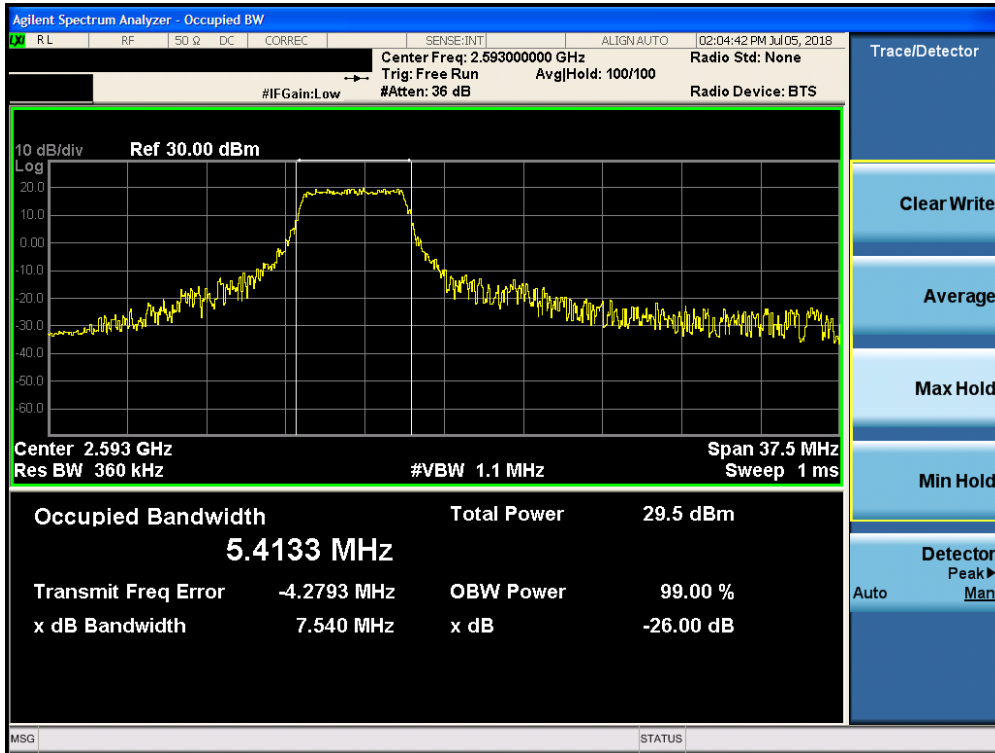 Agilent Spectrum Analyzer - Occupied BW
LXI RL RF 50 Ω DC CORREC SENSE:INT ALIGN AUTO 02:04:42 PM Jul 05, 2018
Center Freq: 2.593000000 GHz Radio Std: None
Trig: Free Run Avg|Hold: 100/100
#IFGain:Low #Atten: 36 dB Radio Device: BTS
Trace/Detector
10 dB/div Ref 30.00 dBm
Log
20.0
10.0
0.00
-10.0
-20.0
-30.0
-40.0
-50.0
-60.0
Center 2.593 GHz Span 37.5 MHz
Res BW 360 kHz #VBW 1.1 MHz Sweep 1 ms
Occupied Bandwidth Total Power 29.5 dBm
5.4133 MHz
Transmit Freq Error -4.2793 MHz OBW Power 99.00 %
x dB Bandwidth 7.540 MHz x dB -26.00 dB
Clear Write
Average
Max Hold
Min Hold
Detector
Peak▶
Auto Man
MSG STATUS